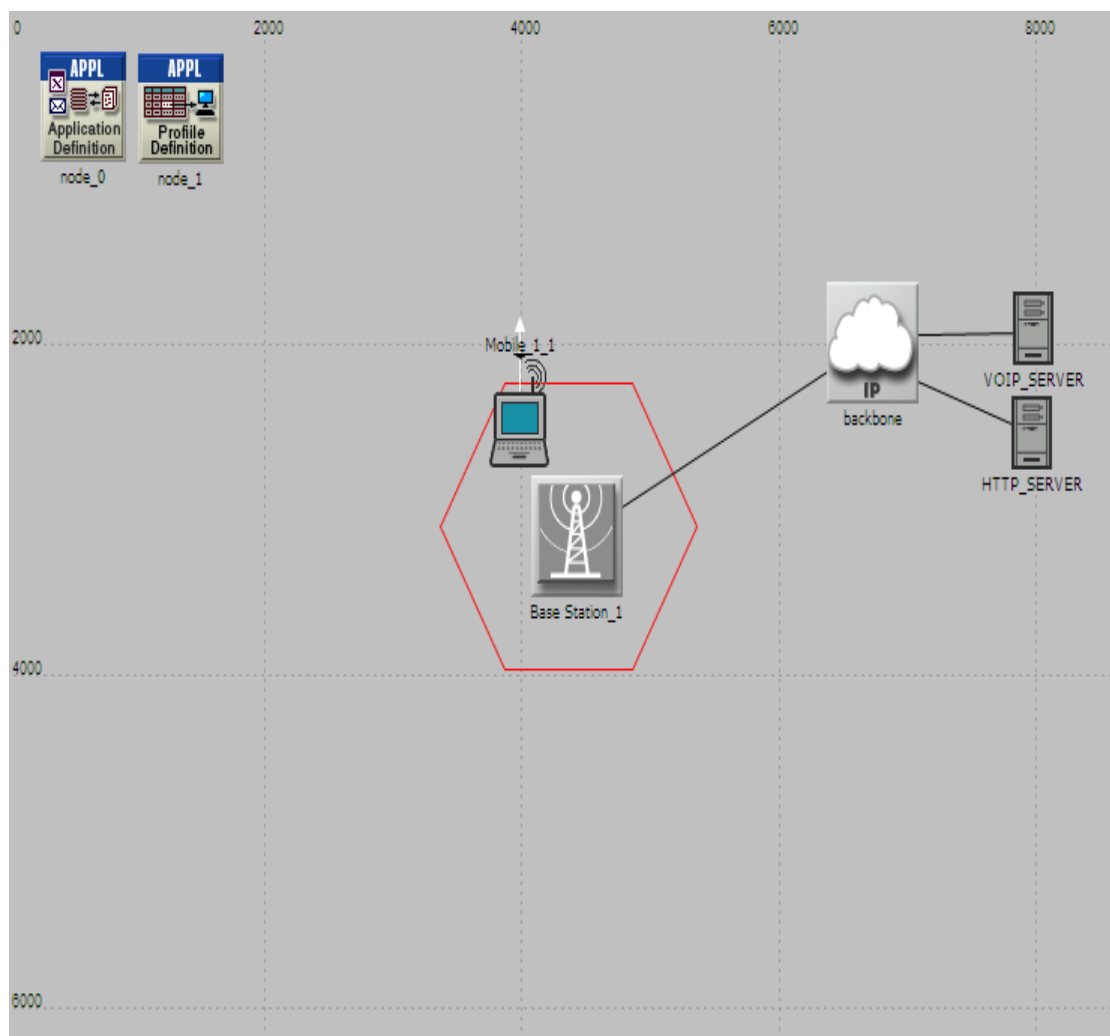 0
2000
4000
6000
8000
APPL
Application
Definition
node_0
APPL
Profiile
Definition
node_1
2000
Mobile_1_1
IP
backbone
VOIP_SERVER
HTTP_SERVER
Base Station_1
4000
6000